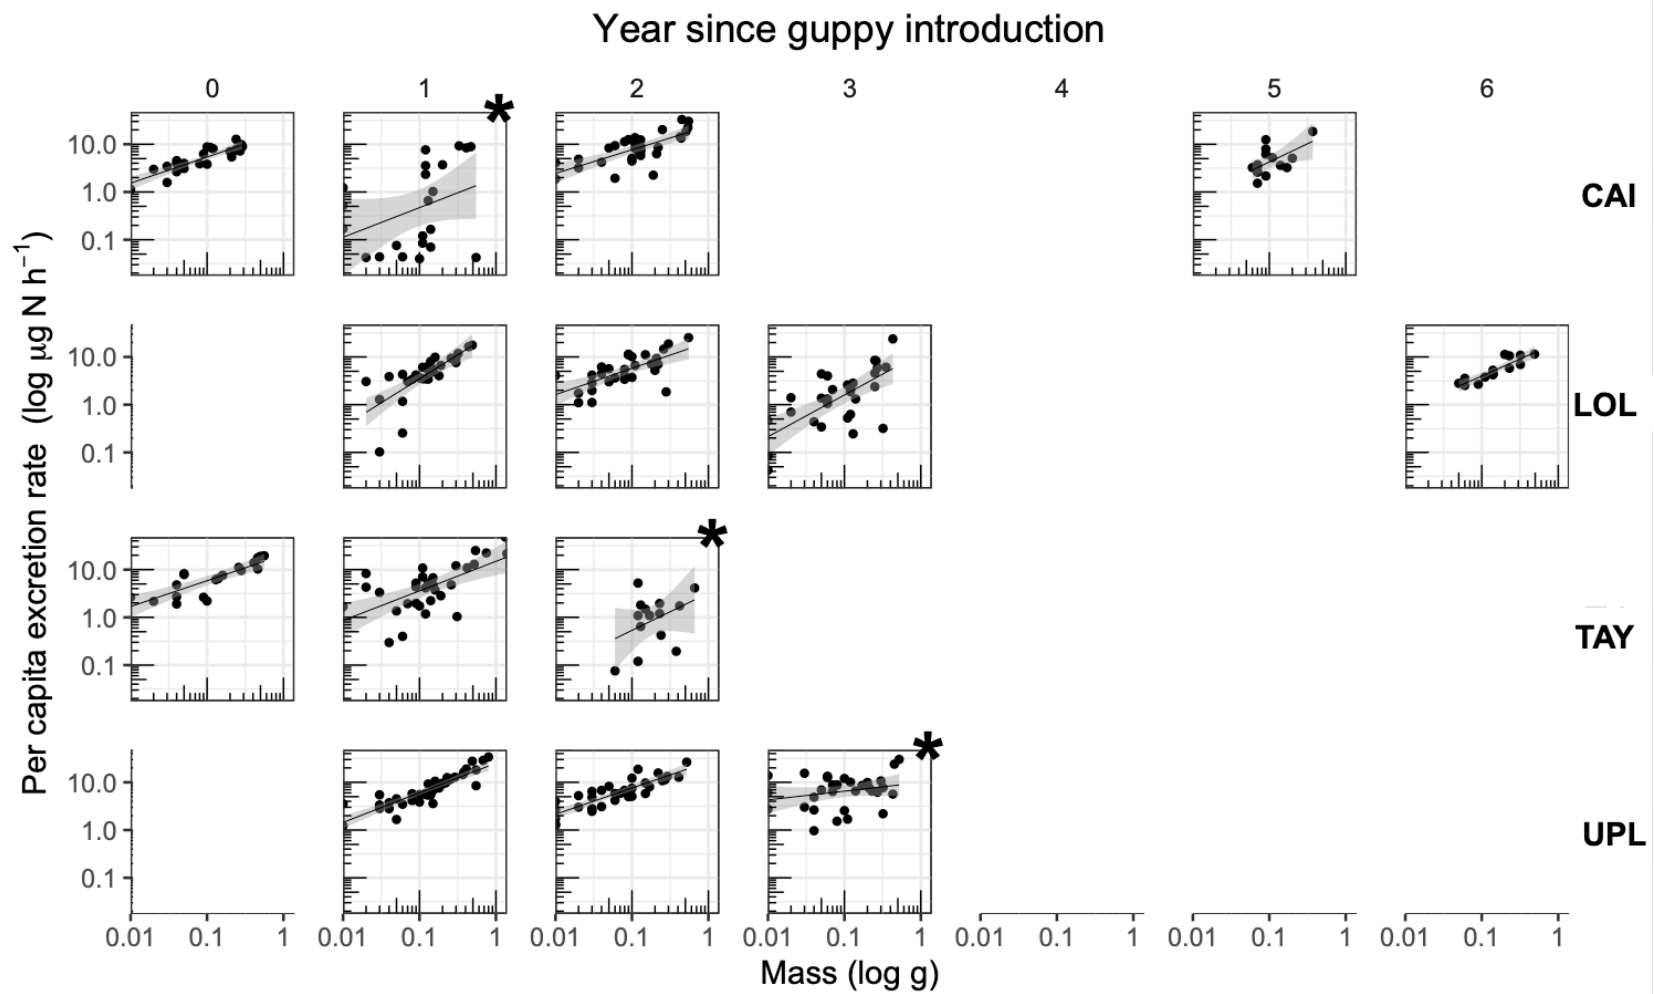 Year since guppy introduction
0 1 2 3 4 5 6
*
10.0
1.0
0.1
CAI
10.0
1.0
0.1
LOL
*
10.0
1.0
0.1
TAY
*
10.0
1.0
0.1
UPL
0.01 0.1 1 0.01 0.1 1 0.01 0.1 1 0.01 0.1 1 0.01 0.1 1 0.01 0.1 1 0.01 0.1 1
Mass (log g)
Per capita excretion rate (log µg N h⁻¹)